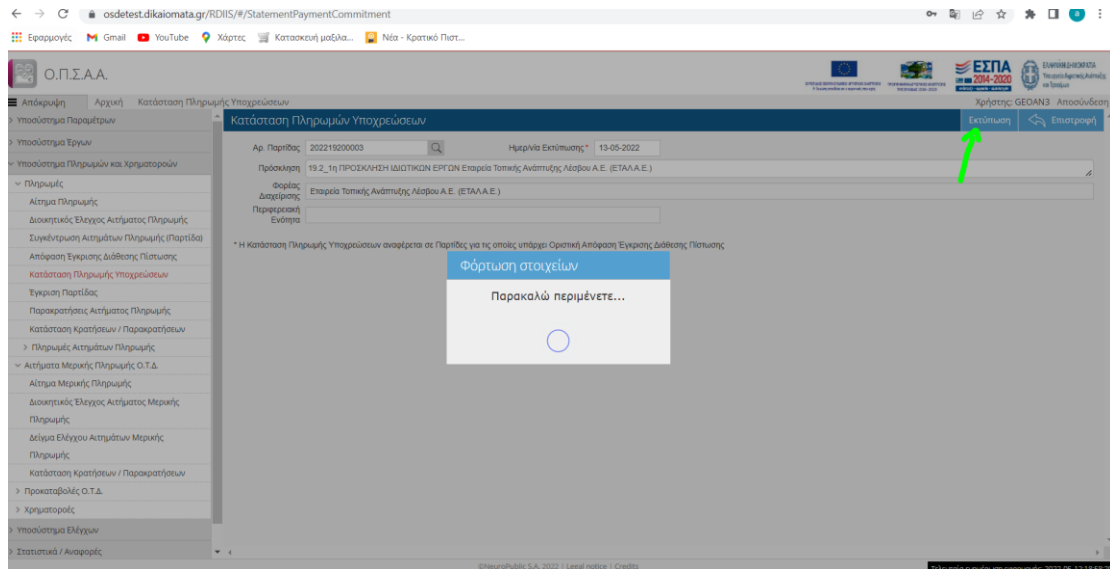 osdetest.dikaiomata.gr/RDIIS/#/StatementPaymentCommitment
Εφαρμογές Gmail YouTube Χάρτες Κατασκευή μαξιλα... Νέα - Κρατικό Πιστ...
Ο.Π.Σ.Α.Α.
ΕΣΠΑ
2014-2020
Απόκρυψη Αρχική Κατάσταση Πληρωμής Υποχρεώσεων Χρήστης: GEOAN3 Αποσύνδεση
Υποσύστημα Παραμέτρων
Υποσύστημα Έργων
Υποσύστημα Πληρωμών και Χρηματοροών
Πληρωμές
Αίτημα Πληρωμής
Διοικητικός Έλεγχος Αιτήματος Πληρωμής
Συγκέντρωση Αιτημάτων Πληρωμής (Παρτίδα)
Απόφαση Έγκρισης Διάθεσης Πίστωσης
Κατάσταση Πληρωμής Υποχρεώσεων
Έγκριση Παρτίδας
Παρακρατήσεις Αιτήματος Πληρωμής
Κατάσταση Κρατήσεων / Παρακρατήσεων
Πληρωμές Αιτημάτων Πληρωμής
Αιτήματα Μερικής Πληρωμής Ο.Τ.Δ.
Αίτημα Μερικής Πληρωμής
Διοικητικός Έλεγχος Αιτήματος Μερικής
Πληρωμής
Δείγμα Ελέγχου Αιτημάτων Μερικής
Πληρωμής
Κατάσταση Κρατήσεων / Παρακρατήσεων
Προκαταβολές Ο.Τ.Δ.
Χρηματοροές
Υποσύστημα Ελέγχων
Στατιστικά / Αναφορές
Κατάσταση Πληρωμών Υποχρεώσεων Εκτύπωση Επιστροφή
Αρ. Παρτίδας 202219200003 Ημερ/νία Εκτύπωσης * 13-05-2022
Πρόσκληση 19.2_1η ΠΡΟΣΚΛΗΣΗ ΙΔΙΩΤΙΚΩΝ ΕΡΓΩΝ Εταιρεία Τοπικής Ανάπτυξης Λέσβου Α.Ε. (ΕΤΑΛ Α.Ε.)
Φορέας
Διαχείρισης Εταιρεία Τοπικής Ανάπτυξης Λέσβου Α.Ε. (ΕΤΑΛ Α.Ε.)
Περιφερειακή
Ενότητα
* Η Κατάσταση Πληρωμής Υποχρεώσεων αναφέρεται σε Παρτίδες για τις οποίες υπάρχει Οριστική Απόφαση Έγκρισης Διάθεσης Πίστωσης
Φόρτωση στοιχείων
Παρακαλώ περιμένετε...
©NeuroPublic S.A. 2022 | Legal notice | Credits